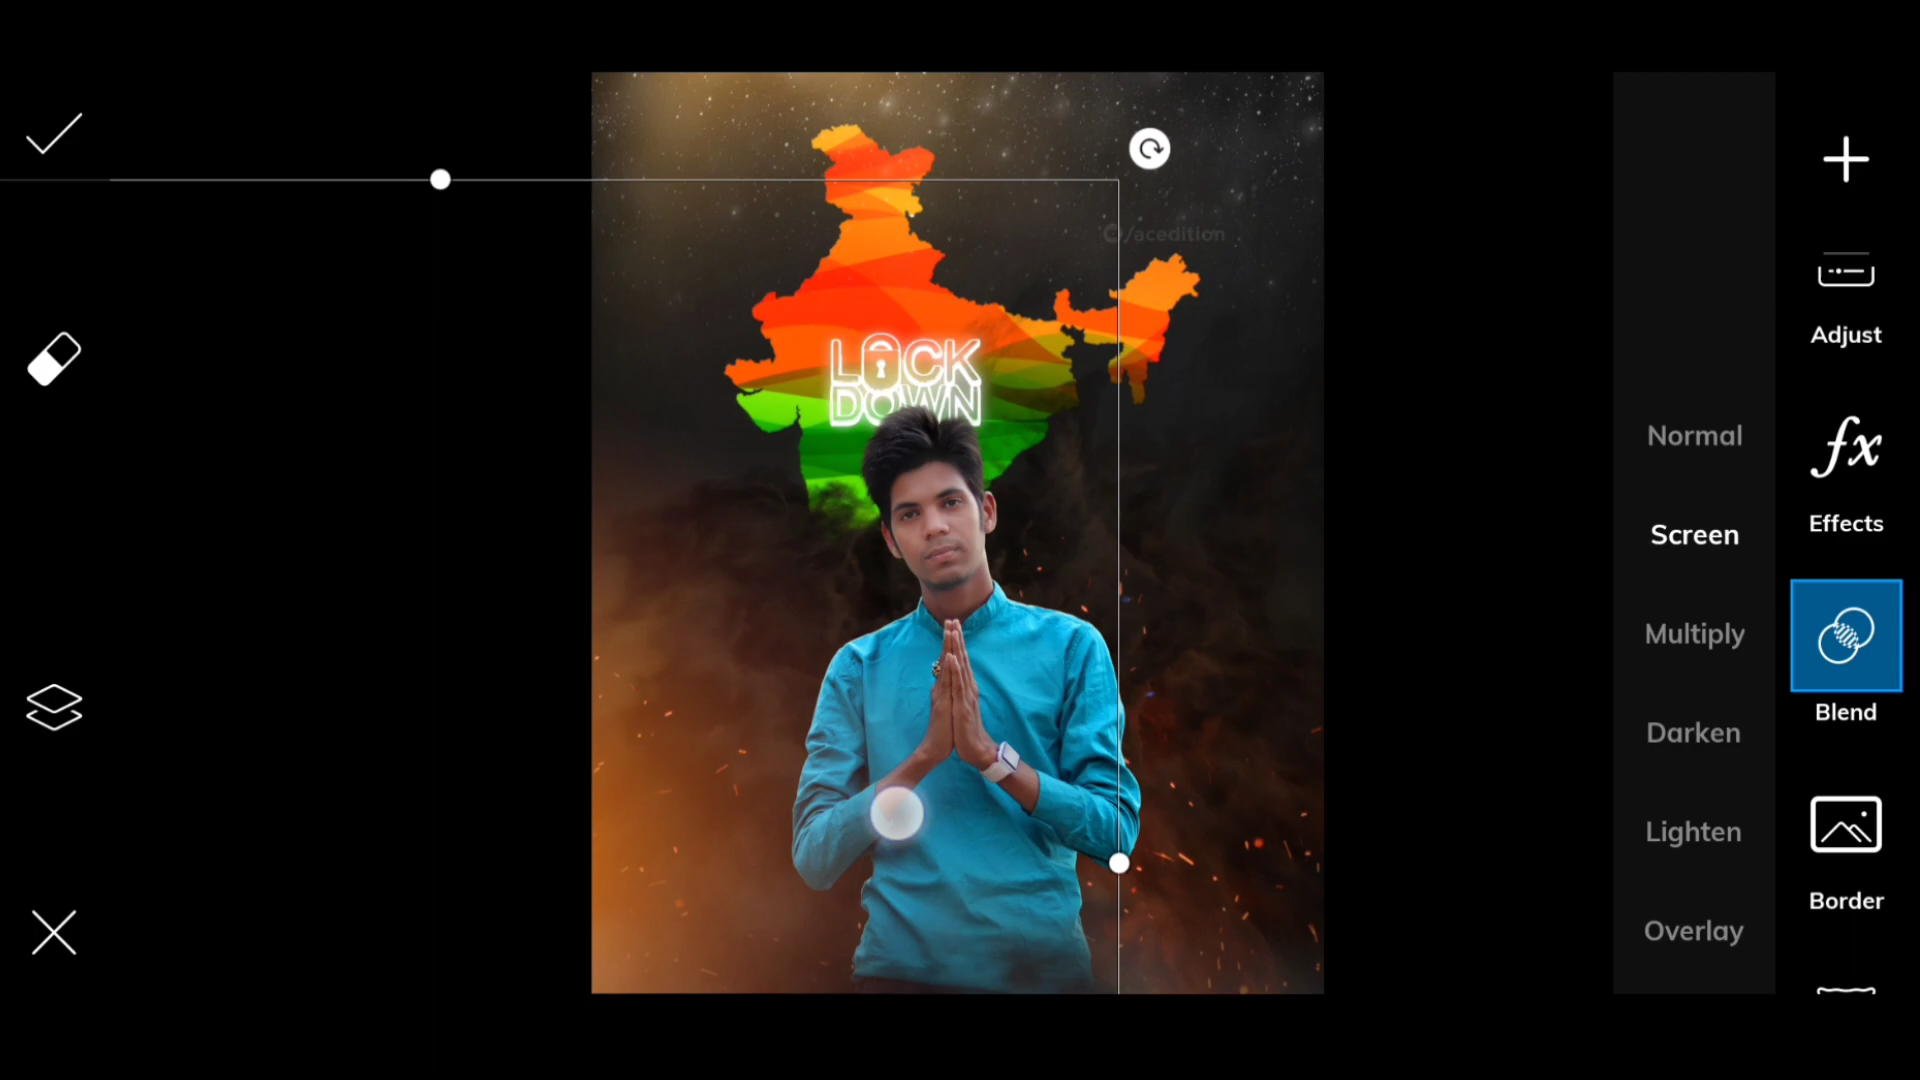 LOCK
DOWN
/acedition
Adjust
Effects
Blend
Border
Normal
Screen
Multiply
Darken
Lighten
Overlay